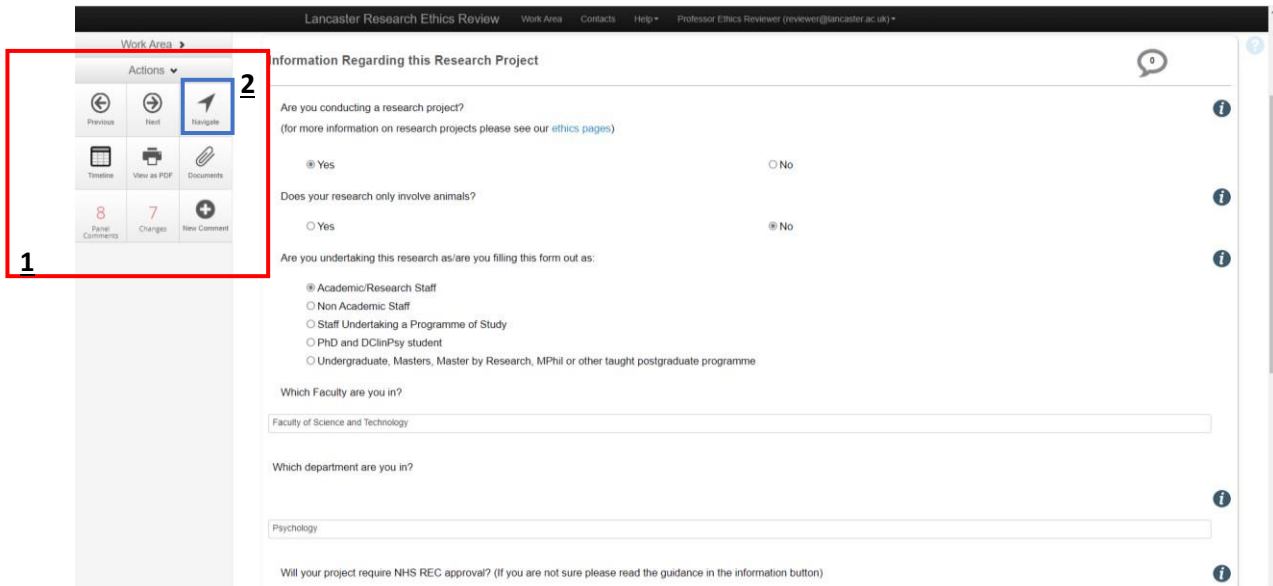 Lancaster Research Ethics Review Work Area Contacts Help Professor Ethics Reviewer (reviewer@lancaster.ac.uk)
Work Area
Actions
1
2
Previous Next Navigate
Timeline View as PDF Documents
8 7
Panel Comments Changes New Comment
Information Regarding this Research Project
0
Are you conducting a research project?
(for more information on research projects please see our ethics pages)
Yes No
Does your research only involve animals?
Yes No
Are you undertaking this research as/are you filling this form out as:
Academic/Research Staff
Non Academic Staff
Staff Undertaking a Programme of Study
PhD and DClinPsy student
Undergraduate, Masters, Master by Research, MPhil or other taught postgraduate programme
Which Faculty are you in?
Faculty of Science and Technology
Which department are you in?
Psychology
Will your project require NHS REC approval? (If you are not sure please read the guidance in the information button)